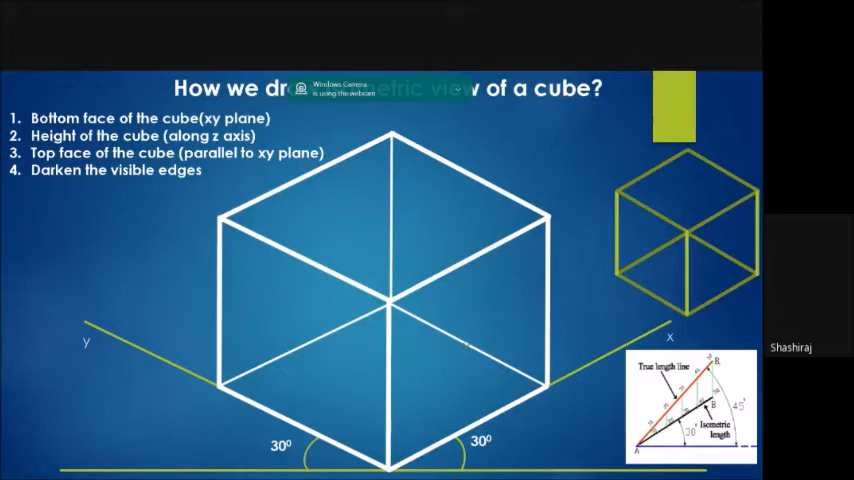 How we dr etric view of a cube?
Windows Camera
is using the webcam
1. Bottom face of the cube(xy plane)
2. Height of the cube (along z axis)
3. Top face of the cube (parallel to xy plane)
4. Darken the visible edges
y
x
30⁰
30⁰
True length line
R
B
45°
30°
Isometric
length
A
Shashiraj